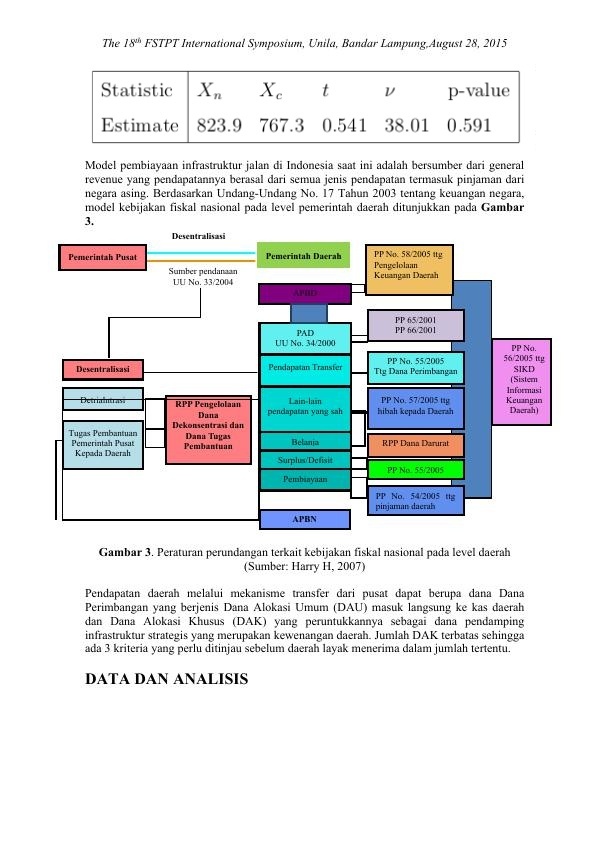 The 18th FSTPT International Symposium, Unila, Bandar Lampung,August 28, 2015
Statistic Xn Xc t ν p-value
Estimate 823.9 767.3 0.541 38.01 0.591
Model pembiayaan infrastruktur jalan di Indonesia saat ini adalah bersumber dari general
revenue yang pendapatannya berasal dari semua jenis pendapatan termasuk pinjaman dari
negara asing. Berdasarkan Undang-Undang No. 17 Tahun 2003 tentang keuangan negara,
model kebijakan fiskal nasional pada level pemerintah daerah ditunjukkan pada Gambar
3.
Desentralisasi
Pemerintah Pusat
Pemerintah Daerah
Sumber pendanaan
UU No. 33/2004
PP No. 58/2005 ttg
Pengelolaan
Keuangan Daerah
APBD
PAD
UU No. 34/2000
PP 65/2001
PP 66/2001
Desentralisasi
Pendapatan Transfer
PP No. 55/2005
Ttg Dana Perimbangan
PP No.
56/2005 ttg
SIKD
(Sistem
Informasi
Keuangan
Daerah)
RPP Pengelolaan
Dana
Dekonsentrasi dan
Dana Tugas
Pembantuan
Lain-lain
pendapatan yang sah
PP No. 57/2005 ttg
hibah kepada Daerah
Tugas Pembantuan
Pemerintah Pusat
Kepada Daerah
Belanja
RPP Dana Darurat
Surplus/Defisit
PP No. 55/2005
Pembiayaan
PP No. 54/2005 ttg
pinjaman daerah
APBN
Gambar 3. Peraturan perundangan terkait kebijakan fiskal nasional pada level daerah
(Sumber: Harry H, 2007)
Pendapatan daerah melalui mekanisme transfer dari pusat dapat berupa dana Dana
Perimbangan yang berjenis Dana Alokasi Umum (DAU) masuk langsung ke kas daerah
dan Dana Alokasi Khusus (DAK) yang peruntukkannya sebagai dana pendamping
infrastruktur strategis yang merupakan kewenangan daerah. Jumlah DAK terbatas sehingga
ada 3 kriteria yang perlu ditinjau sebelum daerah layak menerima dalam jumlah tertentu.
DATA DAN ANALISIS